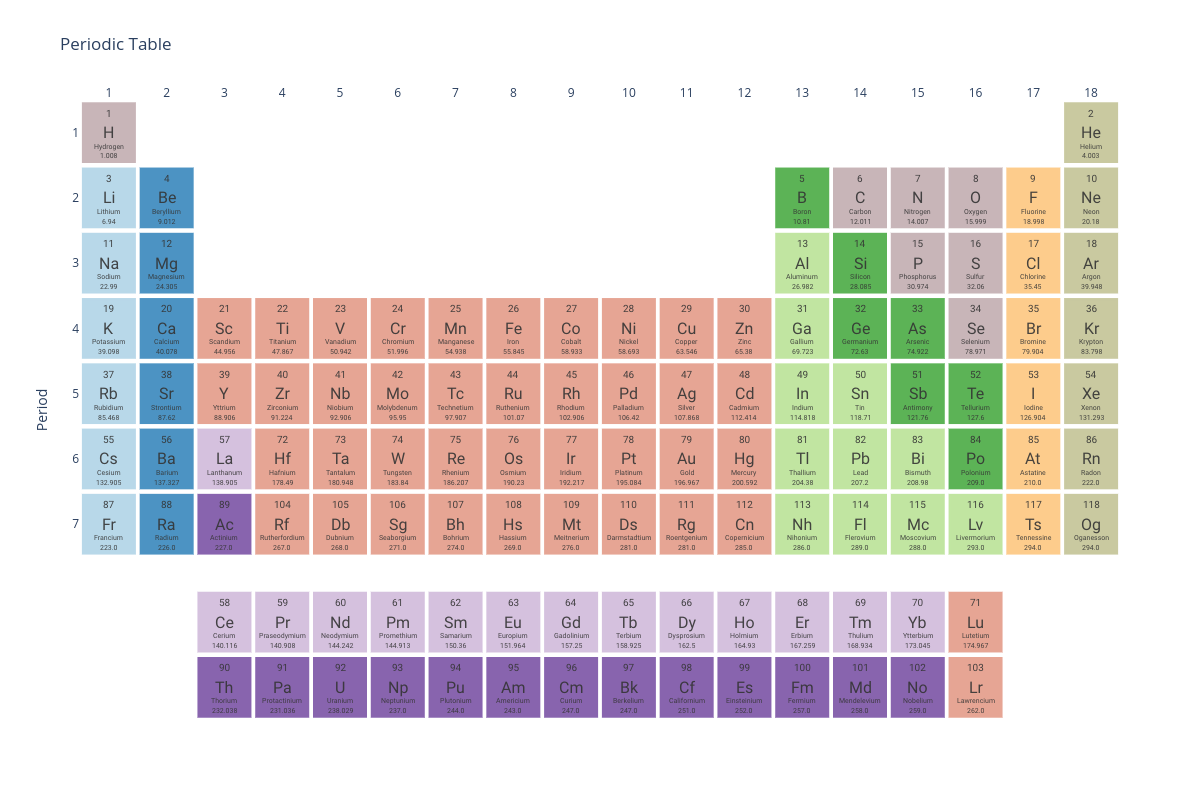 Periodic Table
1 2 3 4 5 6 7 8 9 10 11 12 13 14 15 16 17 18
1 2
1 H He
Hydrogen Helium
1.008 4.003
3 4 5 6 7 8 9 10
2 Li Be B C N O F Ne
Lithium Beryllium Boron Carbon Nitrogen Oxygen Fluorine Neon
6.94 9.012 10.81 12.011 14.007 15.999 18.998 20.18
11 12 13 14 15 16 17 18
3 Na Mg Al Si P S Cl Ar
Sodium Magnesium Aluminum Silicon Phosphorus Sulfur Chlorine Argon
22.99 24.305 26.982 28.085 30.974 32.06 35.45 39.948
19 20 21 22 23 24 25 26 27 28 29 30 31 32 33 34 35 36
4 K Ca Sc Ti V Cr Mn Fe Co Ni Cu Zn Ga Ge As Se Br Kr
Potassium Calcium Scandium Titanium Vanadium Chromium Manganese Iron Cobalt Nickel Copper Zinc Gallium Germanium Arsenic Selenium Bromine Krypton
39.098 40.078 44.956 47.867 50.942 51.996 54.938 55.845 58.933 58.693 63.546 65.38 69.723 72.63 74.922 78.971 79.904 83.798
Period
37 38 39 40 41 42 43 44 45 46 47 48 49 50 51 52 53 54
5 Rb Sr Y Zr Nb Mo Tc Ru Rh Pd Ag Cd In Sn Sb Te I Xe
Rubidium Strontium Yttrium Zirconium Niobium Molybdenum Technetium Ruthenium Rhodium Palladium Silver Cadmium Indium Tin Antimony Tellurium Iodine Xenon
85.468 87.62 88.906 91.224 92.906 95.95 97.907 101.07 102.906 106.42 107.868 112.414 114.818 118.71 121.76 127.6 126.904 131.293
55 56 57 72 73 74 75 76 77 78 79 80 81 82 83 84 85 86
6 Cs Ba La Hf Ta W Re Os Ir Pt Au Hg Tl Pb Bi Po At Rn
Cesium Barium Lanthanum Hafnium Tantalum Tungsten Rhenium Osmium Iridium Platinum Gold Mercury Thallium Lead Bismuth Polonium Astatine Radon
132.905 137.327 138.905 178.49 180.948 183.84 186.207 190.23 192.217 195.084 196.967 200.592 204.38 207.2 208.98 209.0 210.0 222.0
87 88 89 104 105 106 107 108 109 110 111 112 113 114 115 116 117 118
7 Fr Ra Ac Rf Db Sg Bh Hs Mt Ds Rg Cn Nh Fl Mc Lv Ts Og
Francium Radium Actinium Rutherfordium Dubnium Seaborgium Bohrium Hassium Meitnerium Darmstadtium Roentgenium Copernicium Nihonium Flerovium Moscovium Livermorium Tennessine Oganesson
223.0 226.0 227.0 267.0 268.0 271.0 274.0 269.0 276.0 281.0 281.0 285.0 286.0 289.0 288.0 293.0 294.0 294.0
58 59 60 61 62 63 64 65 66 67 68 69 70 71
Ce Pr Nd Pm Sm Eu Gd Tb Dy Ho Er Tm Yb Lu
Cerium Praseodymium Neodymium Promethium Samarium Europium Gadolinium Terbium Dysprosium Holmium Erbium Thulium Ytterbium Lutetium
140.116 140.908 144.242 144.913 150.36 151.964 157.25 158.925 162.5 164.93 167.259 168.934 173.045 174.967
90 91 92 93 94 95 96 97 98 99 100 101 102 103
Th Pa U Np Pu Am Cm Bk Cf Es Fm Md No Lr
Thorium Protactinium Uranium Neptunium Plutonium Americium Curium Berkelium Californium Einsteinium Fermium Mendelevium Nobelium Lawrencium
232.038 231.036 238.029 237.0 244.0 243.0 247.0 247.0 251.0 252.0 257.0 258.0 259.0 262.0